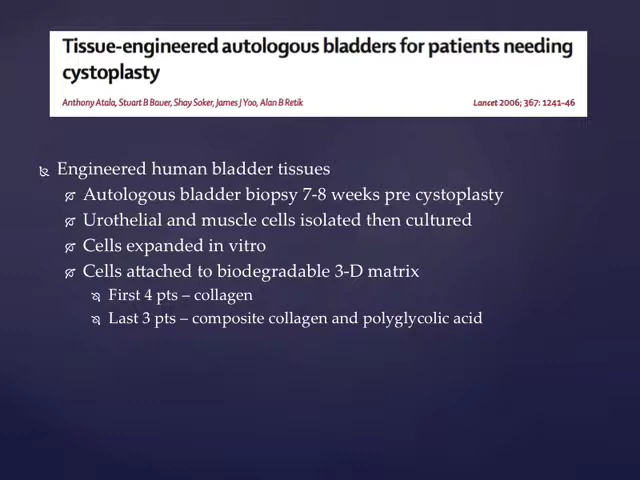 Tissue-engineered autologous bladders for patients needing
cystoplasty
Anthony Atala, Stuart B Bauer, Shay Soker, James J Yoo, Alan B Retik
Lancet 2006; 367: 1241–46
Engineered human bladder tissues
Autologous bladder biopsy 7-8 weeks pre cystoplasty
Urothelial and muscle cells isolated then cultured
Cells expanded in vitro
Cells attached to biodegradable 3-D matrix
First 4 pts – collagen
Last 3 pts – composite collagen and polyglycolic acid